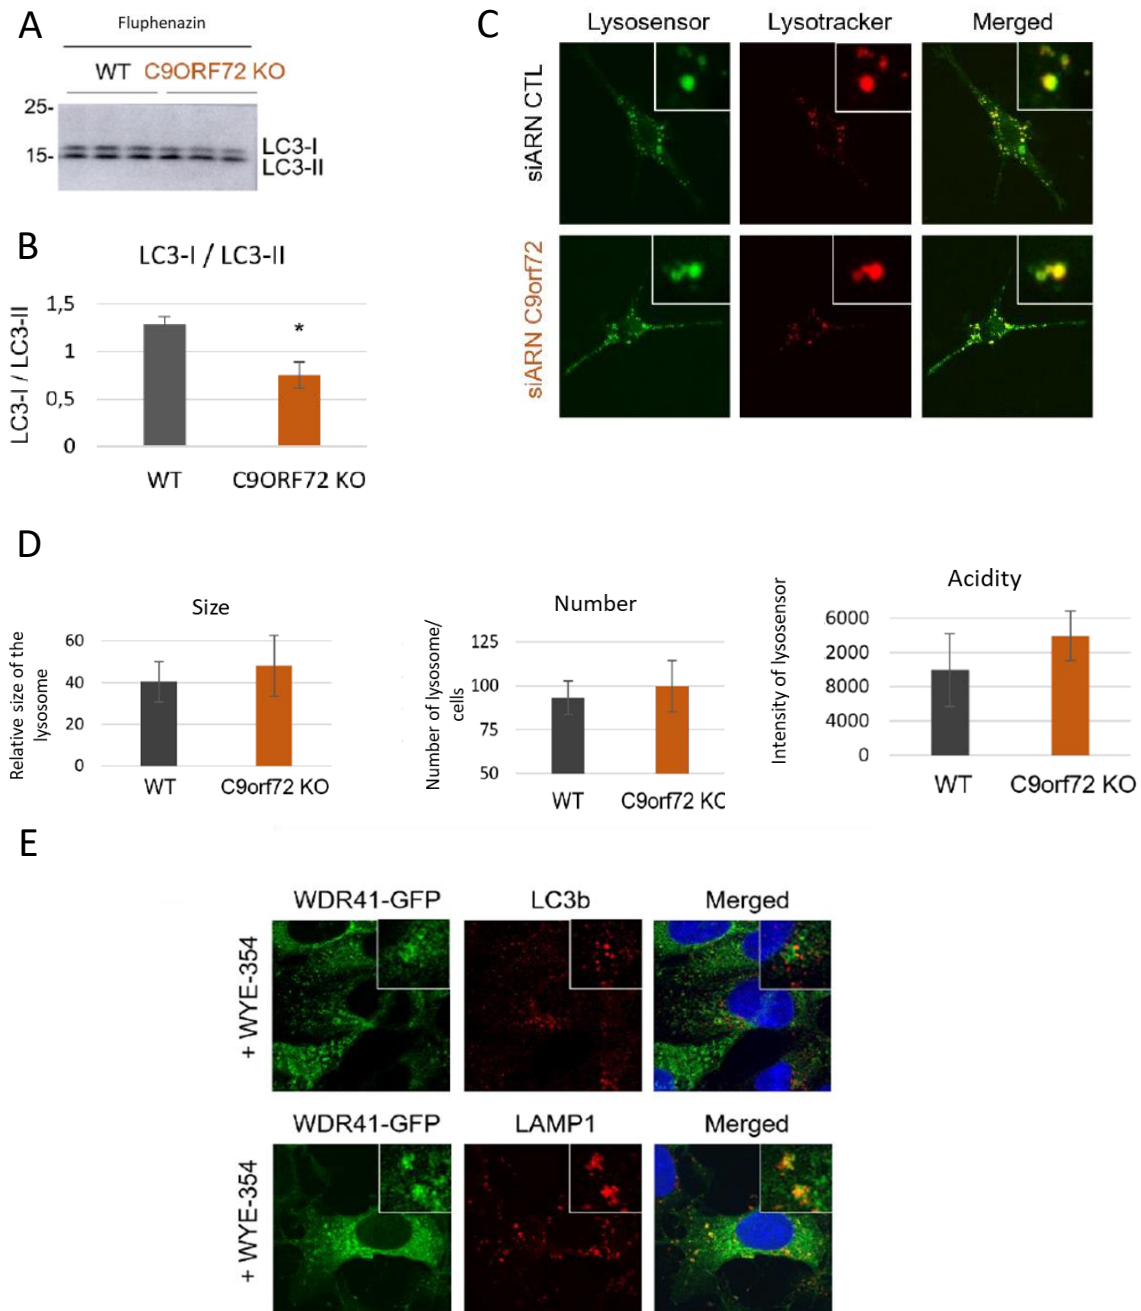 A
Fluphenazin
WT C9ORF72 KO
25-
15-
LC3-I
LC3-II
B
LC3-I / LC3-II
LC3-I / LC3-II
1,5
1
0,5
0
*
WT
C9ORF72 KO
C
Lysosensor
Lysotracker
Merged
siARN CTL
siARN C9orf72
D
Size
Relative size of the
lysosome
60
40
20
0
WT
C9orf72 KO
Number
Number of lysosome/
cells
125
100
75
50
WT
C9orf72 KC
Acidity
Intensity of lysosensor
6000
2000
8000
4000
0
WT
C9orf72 KO
E
WDR41-GFP
LC3b
Merged
+ WYE-354
WDR41-GFP
LAMP1
Merged
+ WYE-354